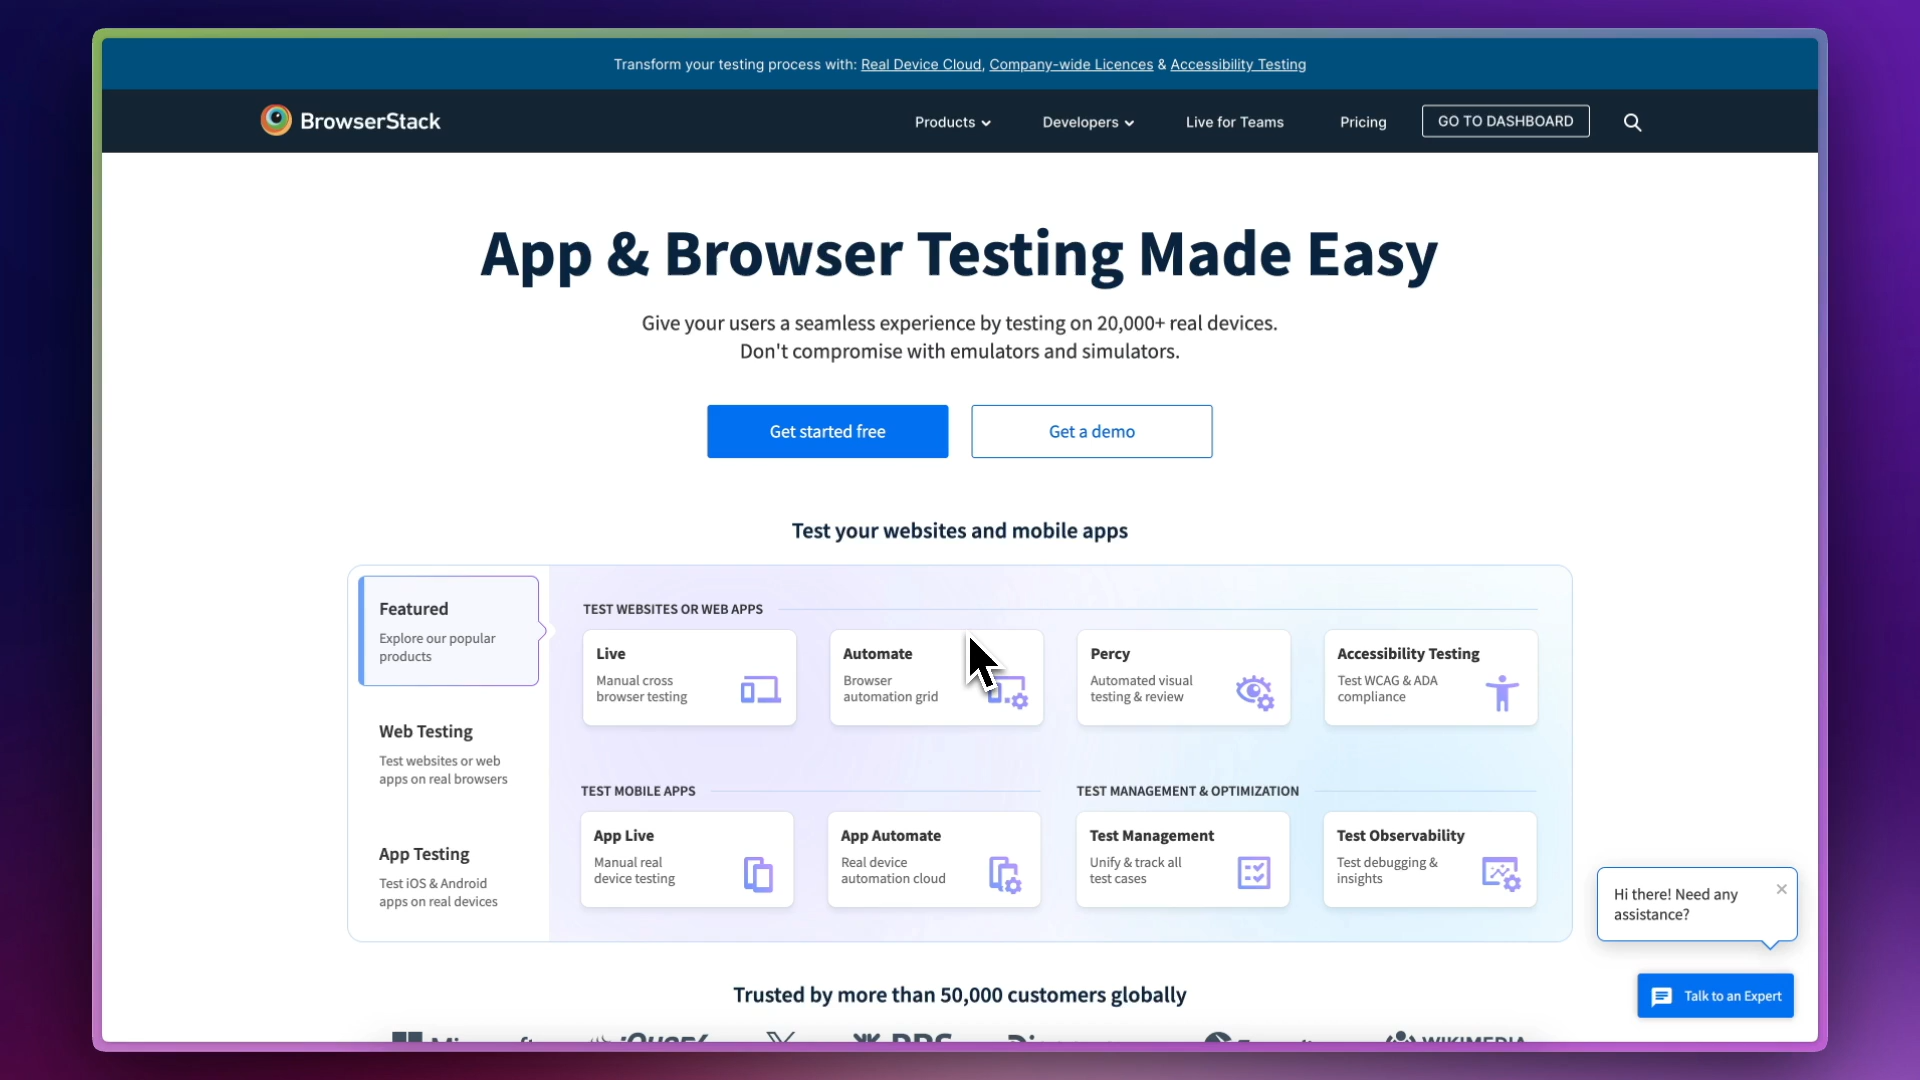 Transform your testing process with: Real Device Cloud, Company-wide Licences & Accessibility Testing
BrowserStack
Products
Developers
Live for Teams
Pricing
GO TO DASHBOARD
App & Browser Testing Made Easy
Give your users a seamless experience by testing on 20,000+ real devices.
Don't compromise with emulators and simulators.
Get started free
Get a demo
Test your websites and mobile apps
Featured
Explore our popular
products
Web Testing
Test websites or web
apps on real browsers
App Testing
Test iOS & Android
apps on real devices
TEST WEBSITES OR WEB APPS
Live
Manual cross
browser testing
Automate
Browser
automation grid
Percy
Automated visual
testing & review
Accessibility Testing
Test WCAG & ADA
compliance
TEST MOBILE APPS
App Live
Manual real
device testing
App Automate
Real device
automation cloud
TEST MANAGEMENT & OPTIMIZATION
Test Management
Unify & track all
test cases
Test Observability
Test debugging &
insights
Hi there! Need any
assistance?
Talk to an Expert
Trusted by more than 50,000 customers globally
WIKIMEDIA